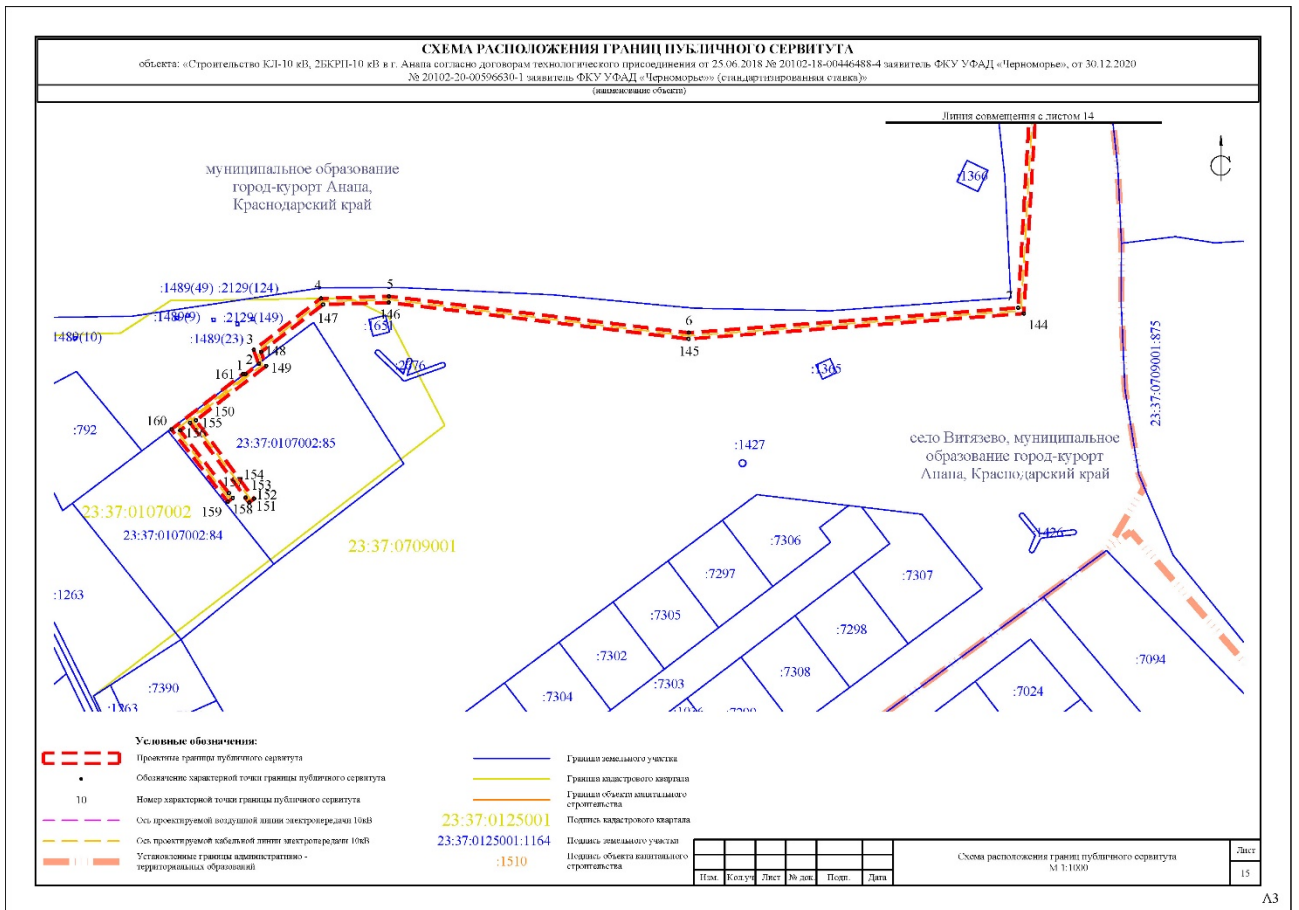 СХЕМА РАСПОЛОЖЕНИЯ ГРАНИЦ ПУБЛИЧНОГО СЕРВИТУТА
объекта: «Строительство КЛ-10 кВ, 2БКРП-10 кВ в г. Анапа согласно договорам технологического присоединения от 25.06.2018 № 20102-18-00446488-4 заявитель ФКУ УФАД «Черноморье», от 30.12.2020
№ 20102-20-00596630-1 заявитель ФКУ УФАД «Черноморье»» (стандартизированная ставка)»
(наименование объекта)
Линия совмещения с листом 14
муниципальное образование
город-курорт Анапа,
Краснодарский край
:1366
С
:1489(49) :2129(124)
4
5
:1489(9)
:2129(149)
147
146
:1651
6
7
144
1489(10)
:1489(23)
3
148
145
2
149
161
1
:2076
:1365
23:37:0709001:875
160
150
155
:792
23:37:0107002:85
:1427
село Витязево, муниципальное
образование город-курорт
Анапа, Краснодарский край
154
153
152
159
158
151
23:37:0107002
23:37:0107002:84
23:37:0709001
:1426
:7306
:7297
:7307
:1263
:7305
:7298
:7302
:7308
:7094
:7303
:7390
:7304
:7024
:1263
Условные обозначения:
Проектные границы публичного сервитута
Обозначение характерной точки границы публичного сервитута
10 Номер характерной точки границы публичного сервитута
Ось проектируемой воздушной линии электропередачи 10кВ
Ось проектируемой кабельной линии электропередачи 10кВ
Установленные границы административно -
территориальных образований
Граница земельного участка
Граница кадастрового квартала
Граница объекта капитального
строительства
23:37:0125001 Подпись кадастрового квартала
23:37:0125001:1164 Подпись земельного участка
:1510 Подпись объекта капитального
строительства
Изм. Кол.уч Лист № док. Подп. Дата
Схема расположения границ публичного сервитута
М 1:1000
Лист
15
А3